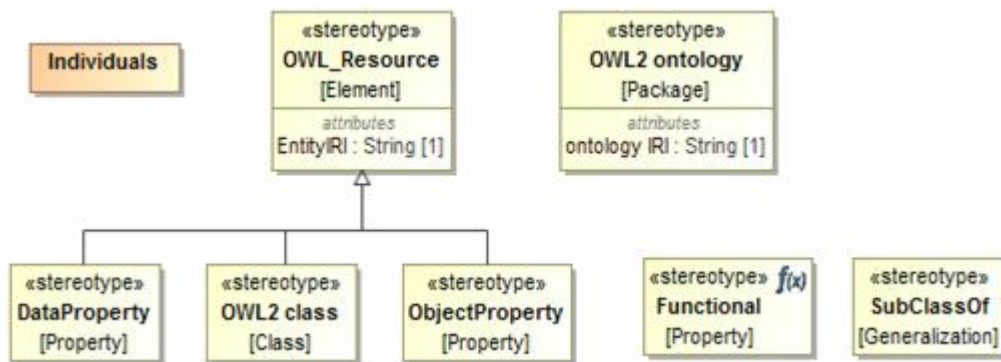 Individuals
«stereotype»
OWL_Resource
[Element]
attributes
EntityIRI : String [1]
«stereotype»
OWL2 ontology
[Package]
attributes
ontology IRI : String [1]
«stereotype»
DataProperty
[Property]
«stereotype»
OWL2 class
[Class]
«stereotype»
ObjectProperty
[Property]
«stereotype» f(x)
Functional
[Property]
«stereotype»
SubClassOf
[Generalization]